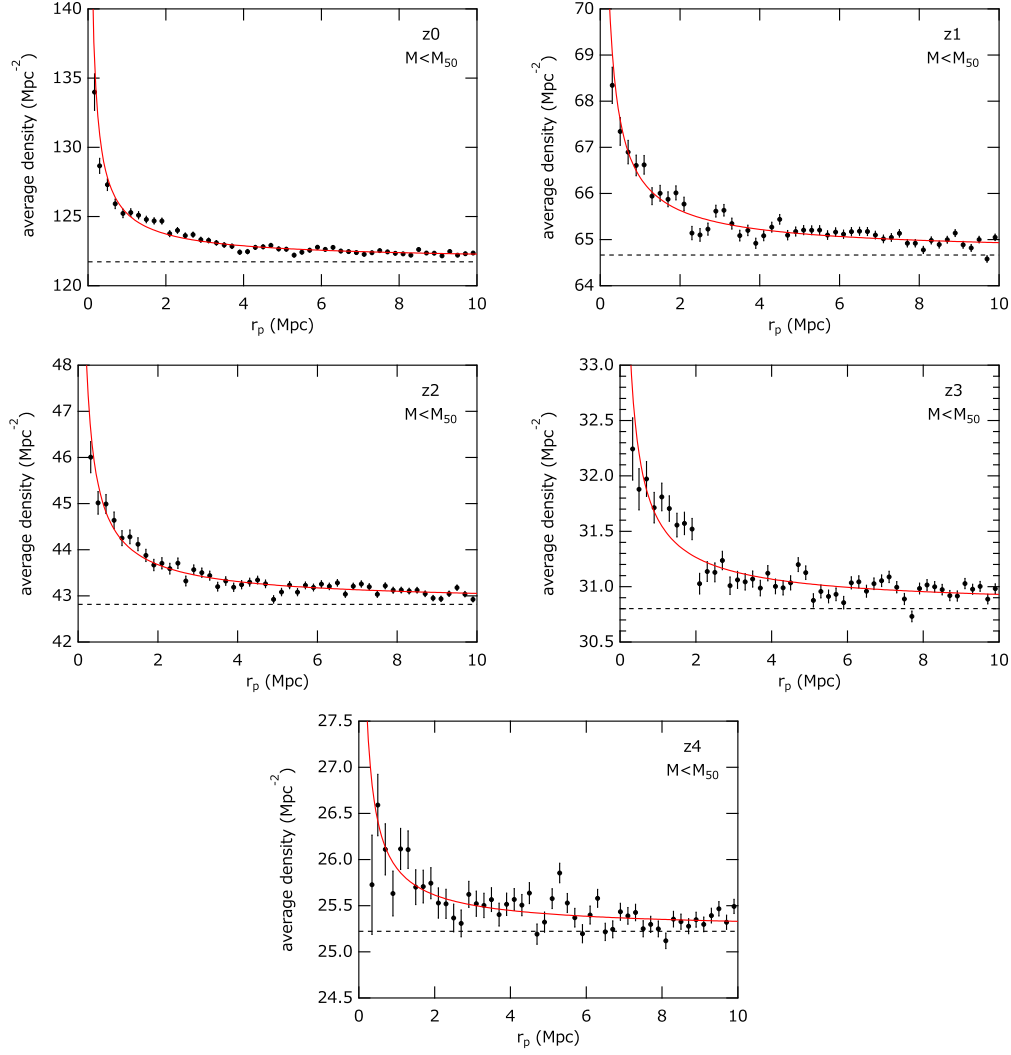 140
135
130
125
120
average density (Mpc⁻²)
z0
M<M₅₀
0 2 4 6 8 10
r_p (Mpc)
70
69
68
67
66
65
64
average density (Mpc⁻²)
z1
M<M₅₀
0 2 4 6 8 10
r_p (Mpc)
48
47
46
45
44
43
42
average density (Mpc⁻²)
z2
M<M₅₀
0 2 4 6 8 10
r_p (Mpc)
33.0
32.5
32.0
31.5
31.0
30.5
average density (Mpc⁻²)
z3
M<M₅₀
0 2 4 6 8 10
r_p (Mpc)
27.5
27.0
26.5
26.0
25.5
25.0
24.5
average density (Mpc⁻²)
z4
M<M₅₀
0 2 4 6 8 10
r_p (Mpc)